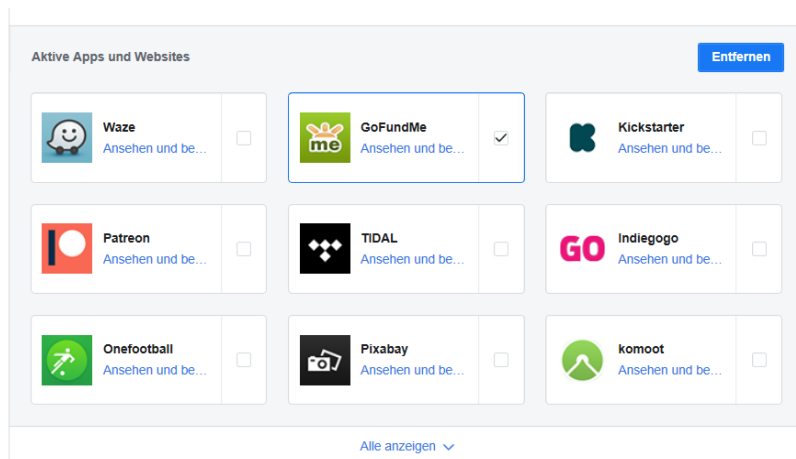 Aktive Apps und Websites
Entfernen
Waze
Ansehen und be...
me
GoFundMe
Ansehen und be...
Kickstarter
Ansehen und be...
Patreon
Ansehen und be...
TIDAL
Ansehen und be...
GO
Indiegogo
Ansehen und be...
Onefootball
Ansehen und be...
Pixabay
Ansehen und be...
komoot
Ansehen und be...
Alle anzeigen